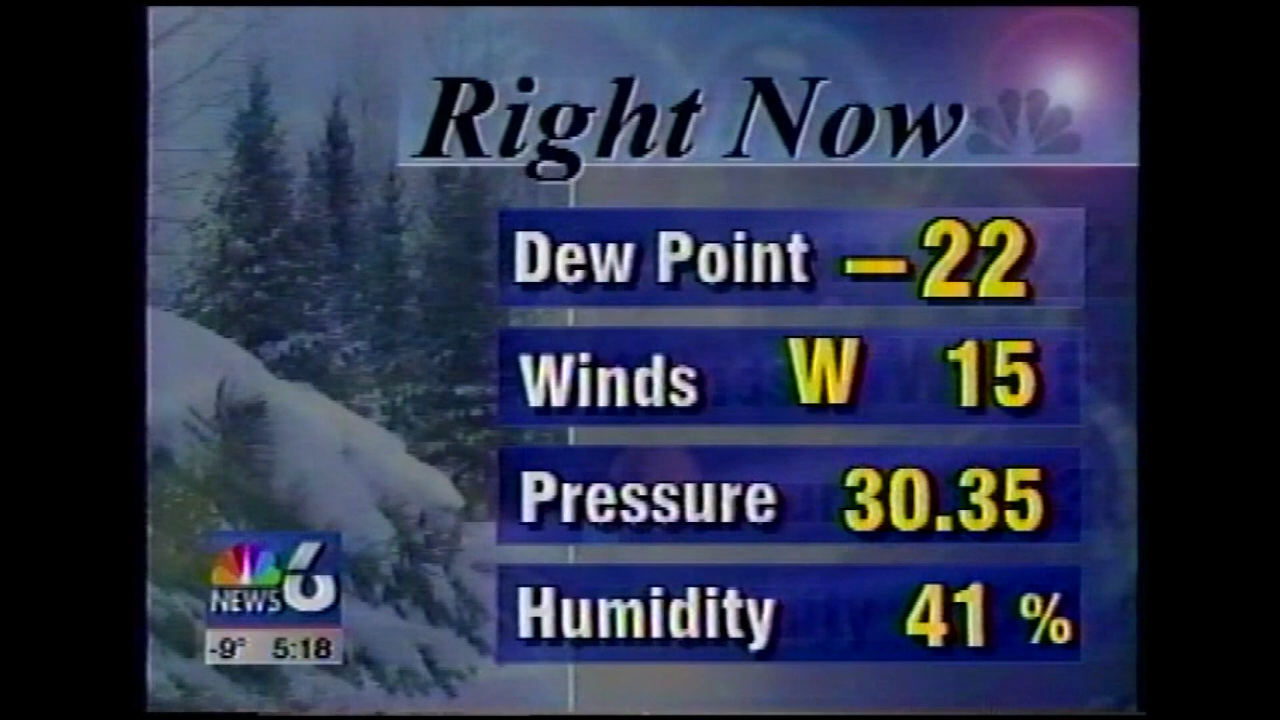 Right Now
Dew Point -22
Winds W 15
Pressure 30.35
Humidity 41 %
NEWS 6
-9° 5:18